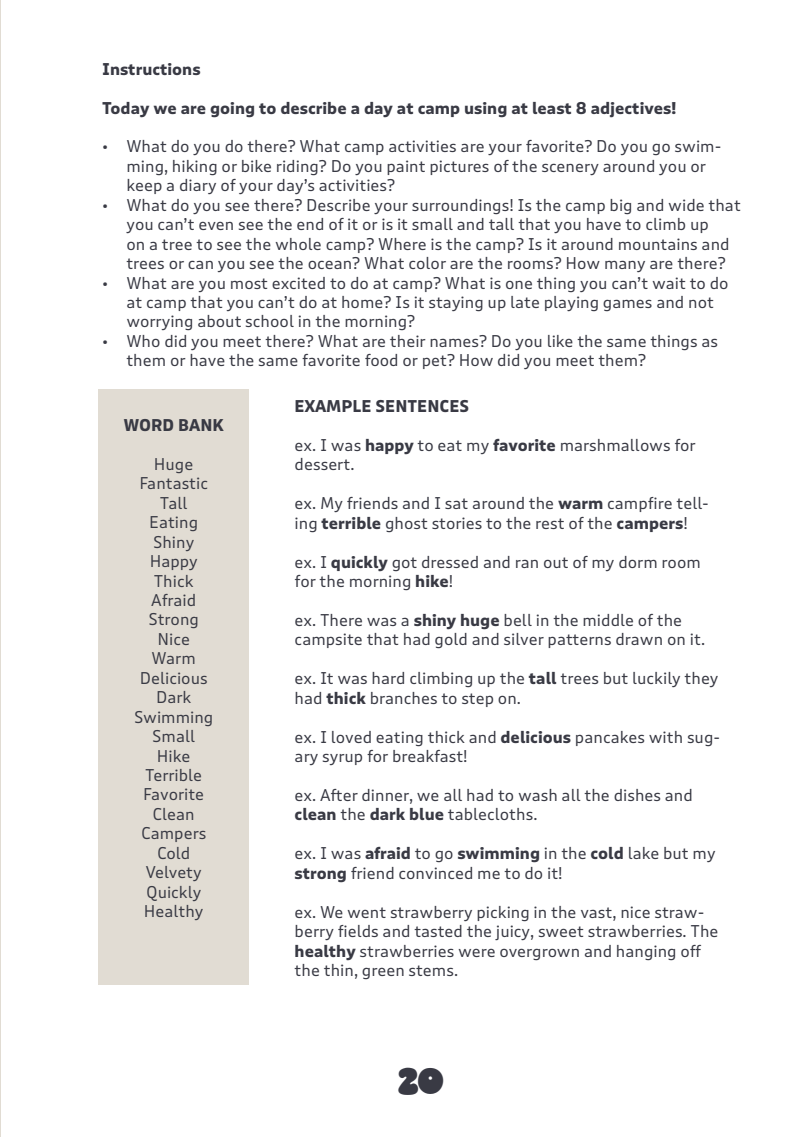 Instructions
Today we are going to describe a day at camp using at least 8 adjectives!
• What do you do there? What camp activities are your favorite? Do you go swim-
ming, hiking or bike riding? Do you paint pictures of the scenery around you or
keep a diary of your day's activities?
• What do you see there? Describe your surroundings! Is the camp big and wide that
you can't even see the end of it or is it small and tall that you have to climb up
on a tree to see the whole camp? Where is the camp? Is it around mountains and
trees or can you see the ocean? What color are the rooms? How many are there?
• What are you most excited to do at camp? What is one thing you can't wait to do
at camp that you can't do at home? Is it staying up late playing games and not
worrying about school in the morning?
• Who did you meet there? What are their names? Do you like the same things as
them or have the same favorite food or pet? How did you meet them?
WORD BANK
Huge
Fantastic
Tall
Eating
Shiny
Happy
Thick
Afraid
Strong
Nice
Warm
Delicious
Dark
Swimming
Small
Hike
Terrible
Favorite
Clean
Campers
Cold
Velvety
Quickly
Healthy
EXAMPLE SENTENCES
ex. I was happy to eat my favorite marshmallows for
dessert.
ex. My friends and I sat around the warm campfire tell-
ing terrible ghost stories to the rest of the campers!
ex. I quickly got dressed and ran out of my dorm room
for the morning hike!
ex. There was a shiny huge bell in the middle of the
campsite that had gold and silver patterns drawn on it.
ex. It was hard climbing up the tall trees but luckily they
had thick branches to step on.
ex. I loved eating thick and delicious pancakes with sug-
ary syrup for breakfast!
ex. After dinner, we all had to wash all the dishes and
clean the dark blue tablecloths.
ex. I was afraid to go swimming in the cold lake but my
strong friend convinced me to do it!
ex. We went strawberry picking in the vast, nice straw-
berry fields and tasted the juicy, sweet strawberries. The
healthy strawberries were overgrown and hanging off
the thin, green stems.
20